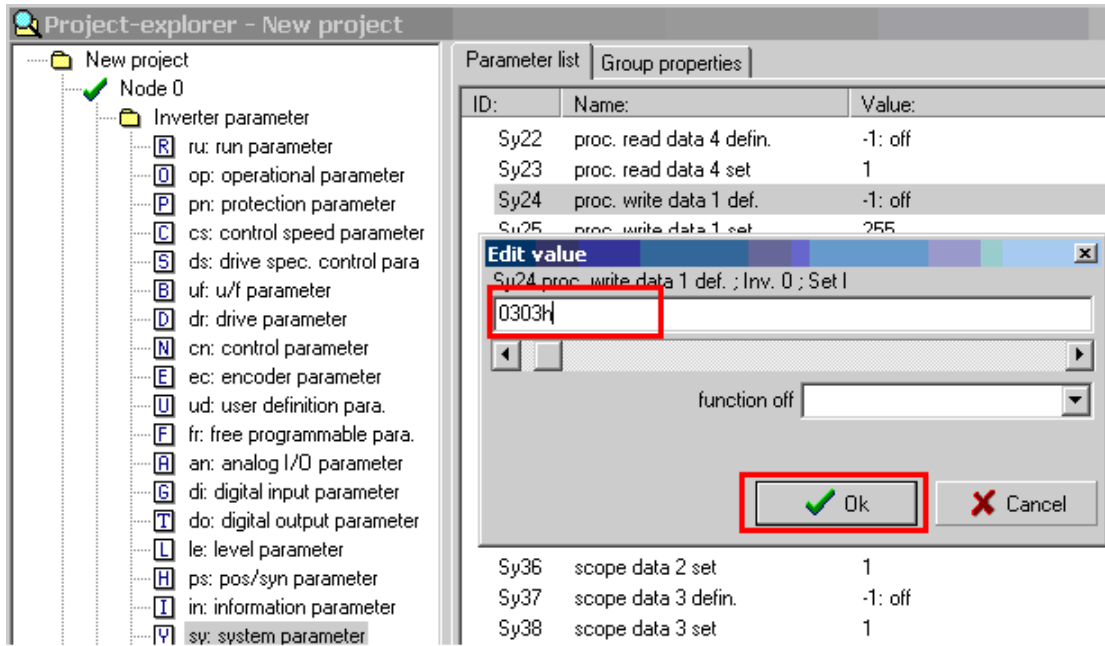 Project-explorer - New project
New project
Node 0
Inverter parameter
R ru: run parameter
O op: operational parameter
P pn: protection parameter
C cs: control speed parameter
S ds: drive spec. control para
B uf: u/f parameter
D dr: drive parameter
N cn: control parameter
E ec: encoder parameter
U ud: user definition para.
F fr: free programmable para.
A an: analog I/O parameter
G di: digital input parameter
T do: digital output parameter
L le: level parameter
H ps: pos/syn parameter
I in: information parameter
Y sy: system parameter
Parameter list Group properties
ID: Name: Value:
Sy22 proc. read data 4 defin. -1: off
Sy23 proc. read data 4 set 1
Sy24 proc. write data 1 def. -1: off
Sy25 proc. write data 1 set 255
Edit value
Sy24 proc. write data 1 def. ; Inv. 0 ; Set I
0303h
function off
Ok Cancel
Sy36 scope data 2 set 1
Sy37 scope data 3 defin. -1: off
Sy38 scope data 3 set 1